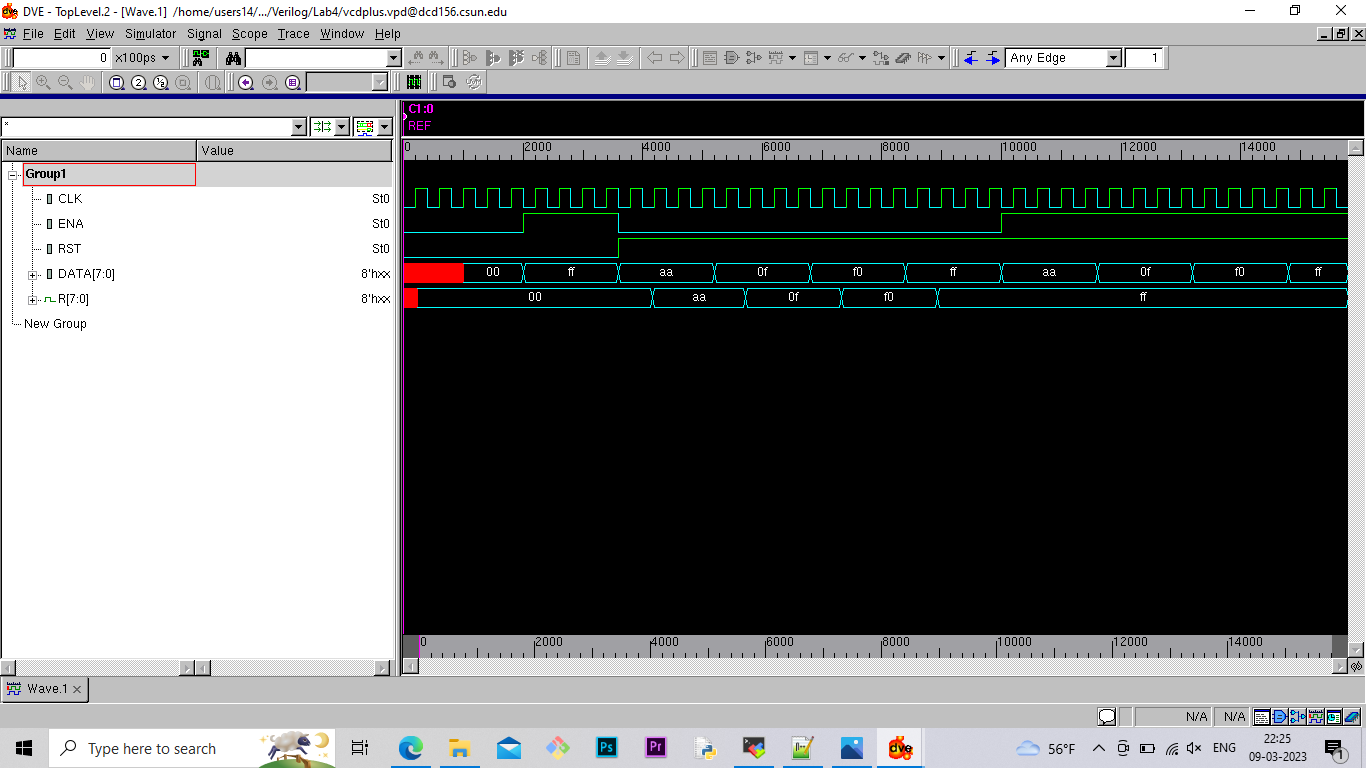 DVE - TopLevel.2 - [Wave.1] /home/users14/.../Verilog/Lab4/vcdplus.vpd@dcd156.csun.edu
File Edit View Simulator Signal Scope Trace Window Help
0 x100ps Any Edge 1
C1:0
REF
*
Name Value
0 2000 4000 6000 8000 10000 12000 14000
Group1
CLK St0
ENA St0
RST St0
DATA[7:0] 8'hxx 00 ff aa 0f f0 ff aa 0f f0 ff
R[7:0] 8'hxx 00 aa 0f f0 ff
New Group
0 2000 4000 6000 8000 10000 12000 14000
Wave.1
N/A N/A
Type here to search
Ps Pr dve
56°F ENG 22:25
09-03-2023 1